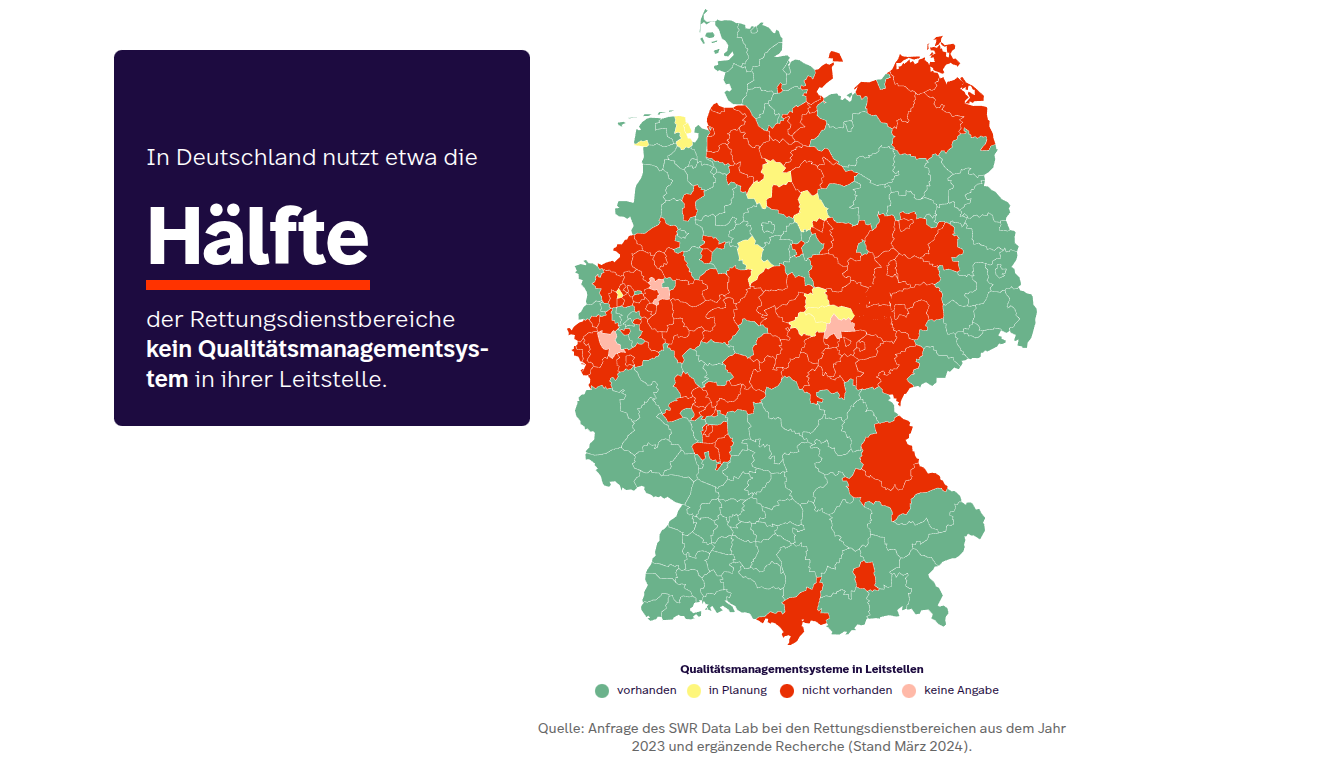 In Deutschland nutzt etwa die
Hälfte
der Rettungsdienstbereiche
kein Qualitätsmanagementsys-
tem in ihrer Leitstelle.
Qualitätsmanagementsysteme in Leitstellen
vorhanden in Planung nicht vorhanden keine Angabe
Quelle: Anfrage des SWR Data Lab bei den Rettungsdienstbereichen aus dem Jahr
2023 und ergänzende Recherche (Stand März 2024).